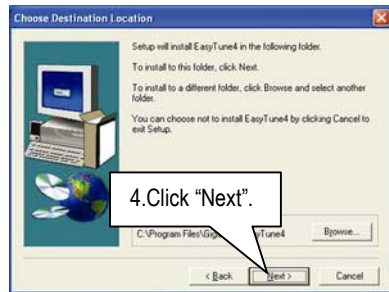 Choose Destination Location
Setup will install EasyTune4 in the following folder.
To install to this folder, click Next.
To install to a different folder, click Browse and select another
folder.
You can choose not to install EasyTune4 by clicking Cancel to
exit Setup.
4.Click “Next”.
C:\Program Files\Gig yTune4
Browse...
< Back
Next >
Cancel